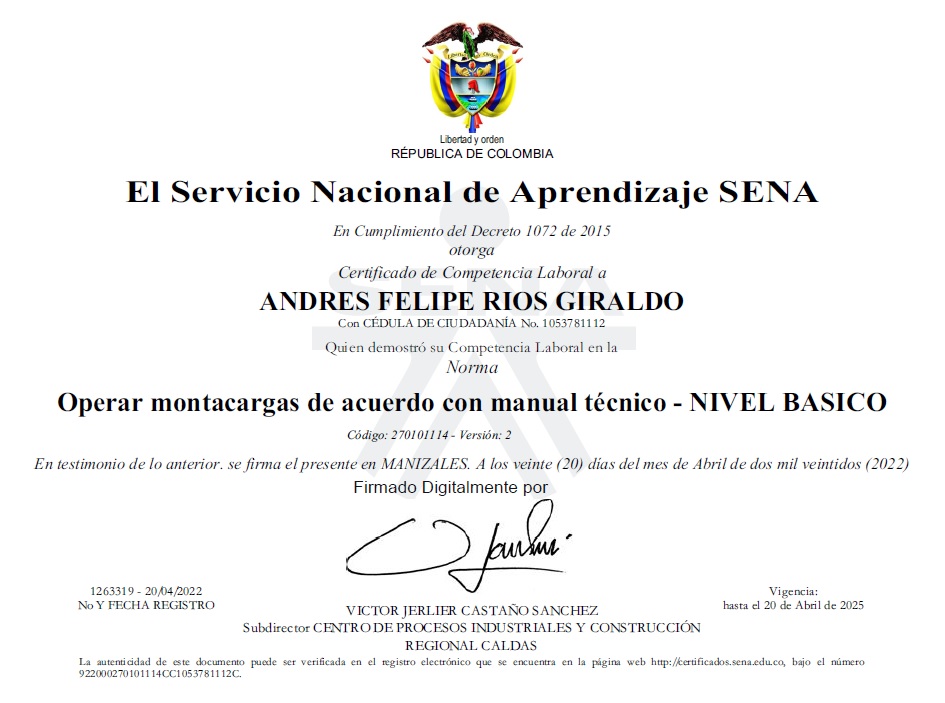 Libertad y Orden
Libertad y orden
RÉPUBLICA DE COLOMBIA
El Servicio Nacional de Aprendizaje SENA
En Cumplimiento del Decreto 1072 de 2015
otorga
Certificado de Competencia Laboral a
SENA
ANDRES FELIPE RIOS GIRALDO
Con CÉDULA DE CIUDADANÍA No. 1053781112
Quien demostró su Competencia Laboral en la
Norma
Operar montacargas de acuerdo con manual técnico - NIVEL BASICO
Código: 270101114 - Versión: 2
En testimonio de lo anterior. se firma el presente en MANIZALES. A los veinte (20) días del mes de Abril de dos mil veintidos (2022)
Firmado Digitalmente por
1263319 - 20/04/2022
No Y FECHA REGISTRO
Vigencia:
hasta el 20 de Abril de 2025
VICTOR JERLIER CASTAÑO SANCHEZ
Subdirector CENTRO DE PROCESOS INDUSTRIALES Y CONSTRUCCIÓN
REGIONAL CALDAS
La autenticidad de este documento puede ser verificada en el registro electrónico que se encuentra en la página web http://certificados.sena.edu.co, bajo el número
922000270101114CC1053781112C.